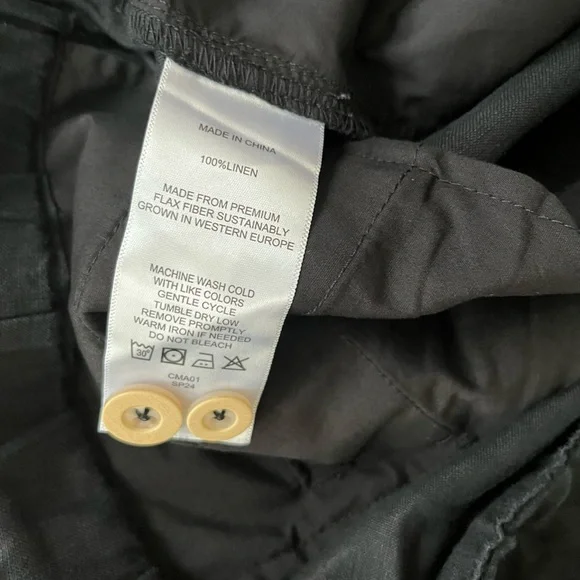 MADE IN CHINA
100%LINEN
MADE FROM PREMIUM
FLAX FIBER SUSTAINABLY
GROWN IN WESTERN EUROPE
MACHINE WASH COLD
WITH LIKE COLORS
GENTLE CYCLE
TUMBLE DRY LOW
REMOVE PROMPTLY
WARM IRON IF NEEDED
DO NOT BLEACH
30°
CMA01
SP24